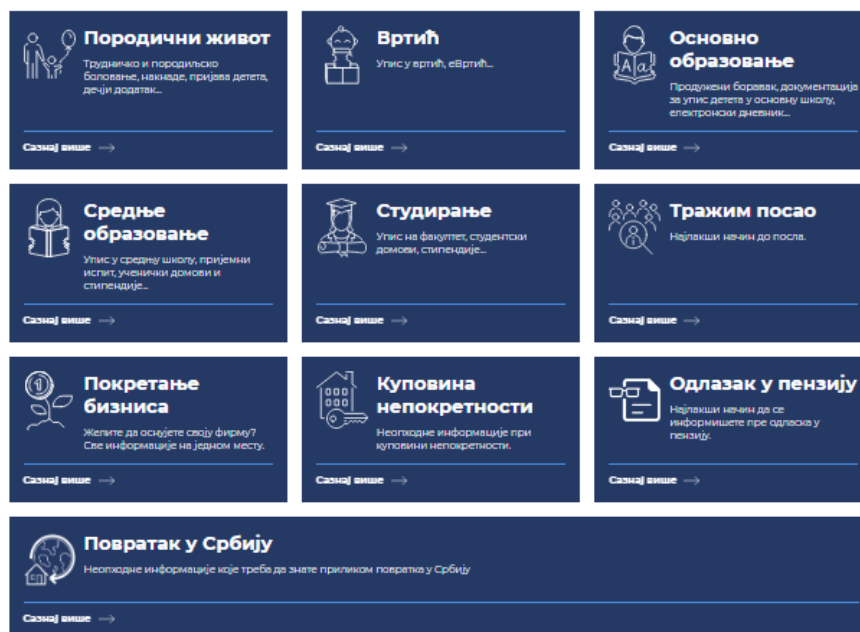 Породични живот
Трудничко и породиљско
боловање, накнаде, пријава детета,
дечји додатак...
Сазнај више
Вртић
Упис у вртић, еВртић...
Сазнај више
Основно
образовање
Aa
Продужени боравак, документација
за упис детета у основну школу,
електронски дневник...
Сазнај више
Средње
образовање
Упис у средњу школу, пријемни
испит, ученички домови и
стипендије...
Сазнај више
Студирање
Упис на факултет, студентски
домови, стипендије...
Сазнај више
Тражим посао
Најлакши начин до посла.
Сазнај више
1
Покретање
бизниса
Желите да оснујете своју фирму?
Све информације на једном месту.
Сазнај више
Куповина
непокретности
Неопходне информације при
куповини непокретности.
Сазнај више
Одлазак у пензију
Најлакши начин да се
информишете пре одласка у
пензију.
Сазнај више
Повратак у Србију
Неопходне информације које треба да знате приликом повратка у Србију
Сазнај више